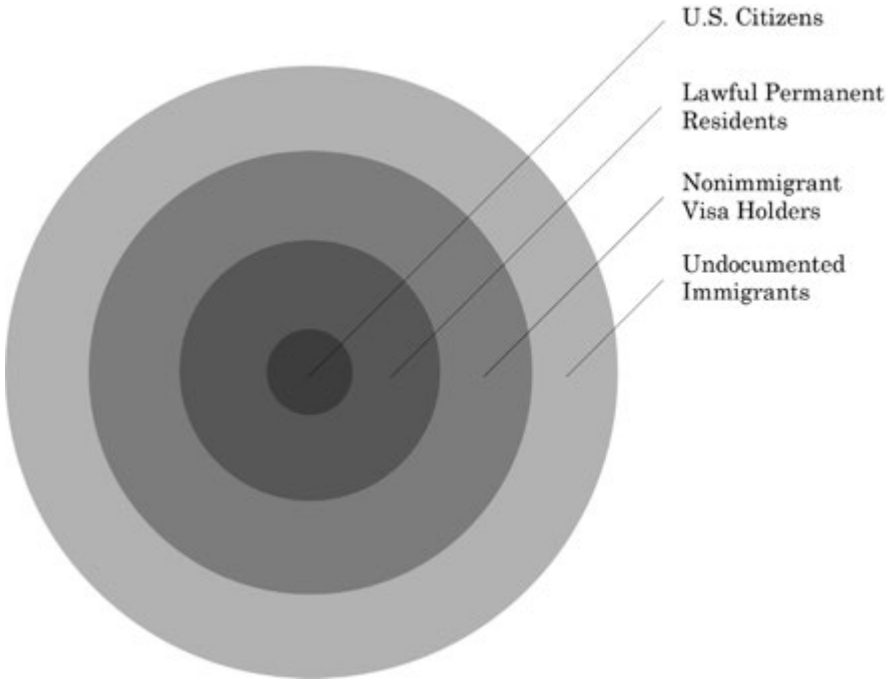 U.S. Citizens
Lawful Permanent
Residents
Nonimmigrant
Visa Holders
Undocumented
Immigrants